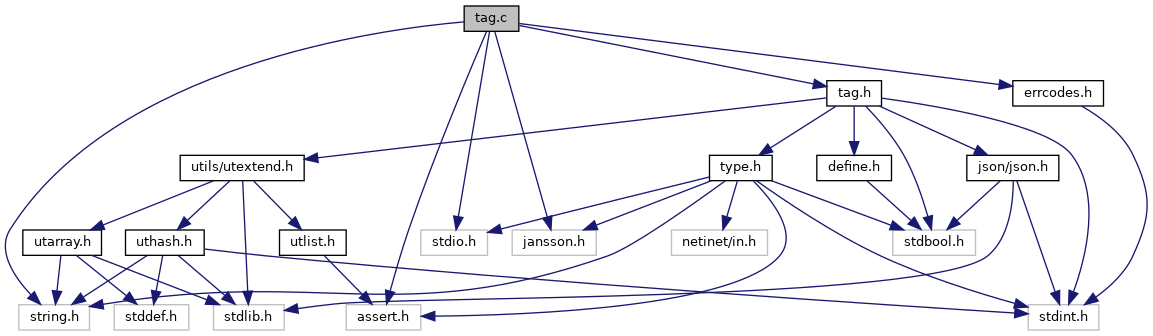 tag.c
tag.h
errcodes.h
utils/utextend.h
type.h
define.h
json/json.h
utarray.h
uthash.h
utlist.h
stdio.h
jansson.h
netinet/in.h
stdbool.h
string.h
stddef.h
stdlib.h
assert.h
stdint.h